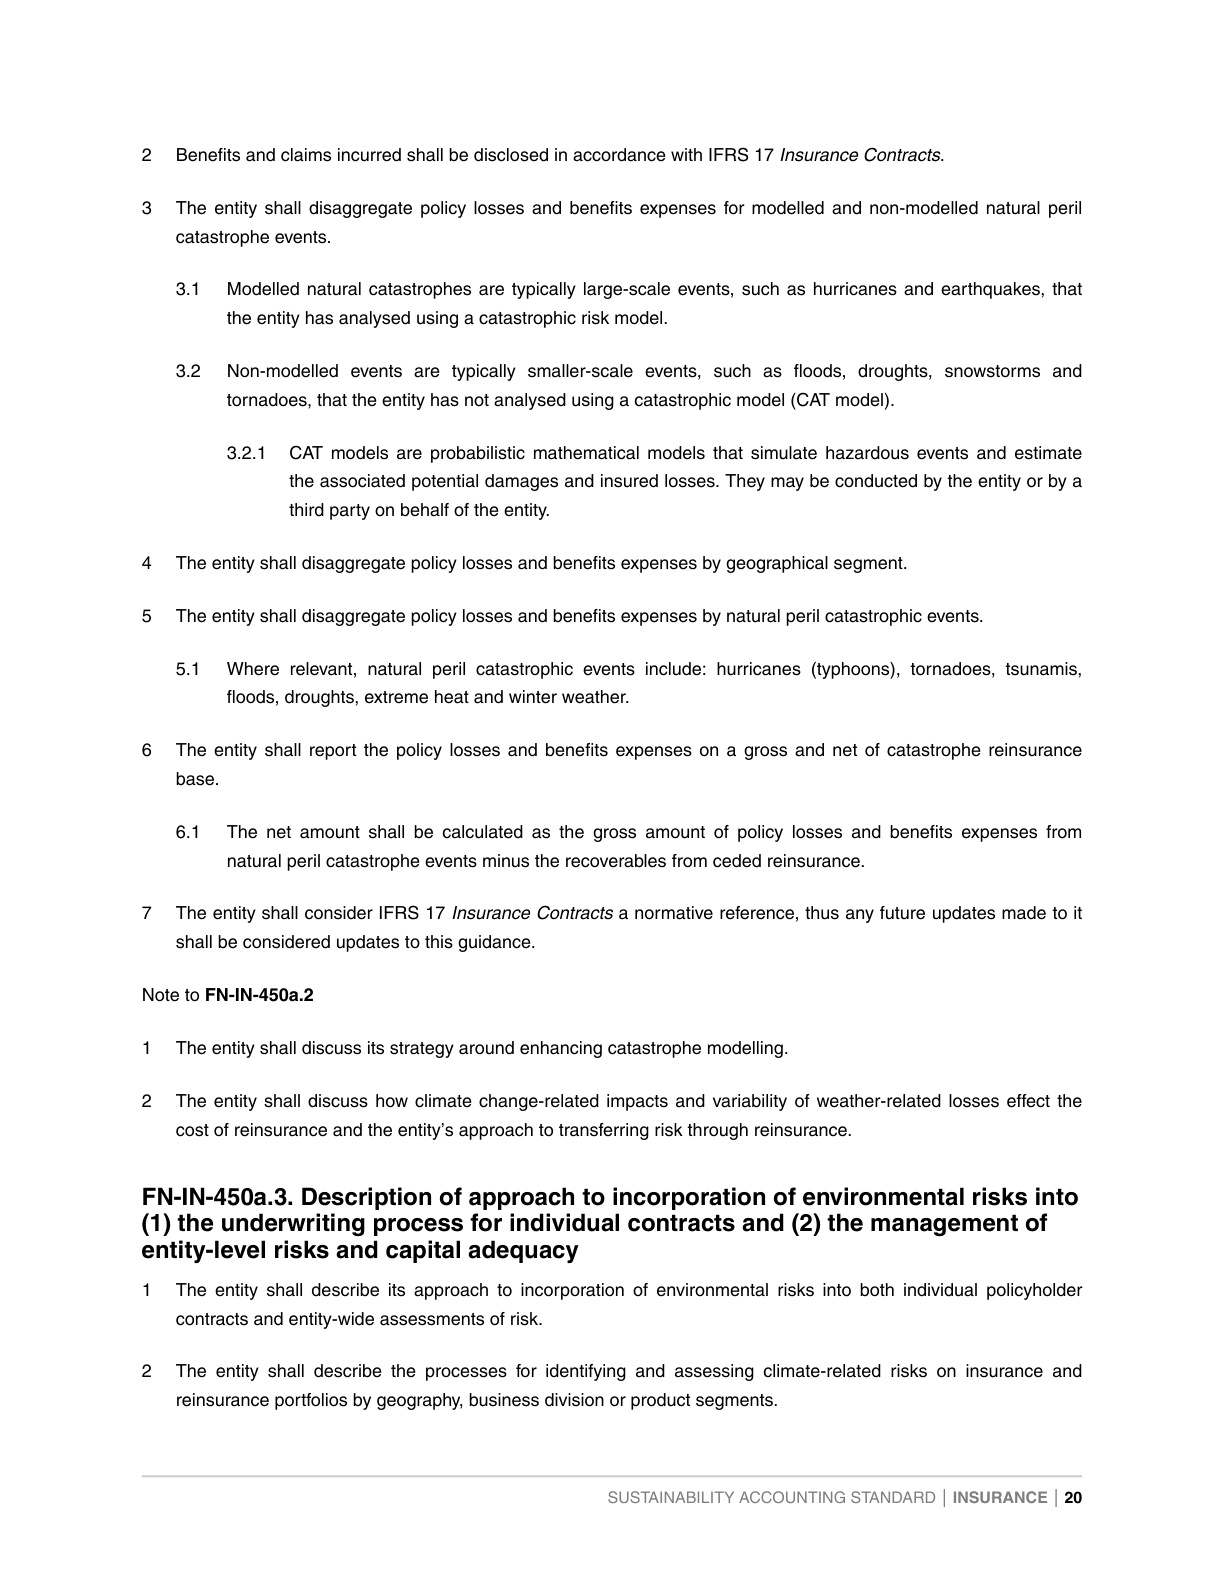 2 Benefits and claims incurred shall be disclosed in accordance with IFRS 17 Insurance Contracts.
3 The entity shall disaggregate policy losses and benefits expenses for modelled and non-modelled natural peril
catastrophe events.
3.1 Modelled natural catastrophes are typically large-scale events, such as hurricanes and earthquakes, that
the entity has analysed using a catastrophic risk model.
3.2 Non-modelled events are typically smaller-scale events, such as floods, droughts, snowstorms and
tornadoes, that the entity has not analysed using a catastrophic model (CAT model).
3.2.1 CAT models are probabilistic mathematical models that simulate hazardous events and estimate
the associated potential damages and insured losses. They may be conducted by the entity or by a
third party on behalf of the entity.
4 The entity shall disaggregate policy losses and benefits expenses by geographical segment.
5 The entity shall disaggregate policy losses and benefits expenses by natural peril catastrophic events.
5.1 Where relevant, natural peril catastrophic events include: hurricanes (typhoons), tornadoes, tsunamis,
floods, droughts, extreme heat and winter weather.
6 The entity shall report the policy losses and benefits expenses on a gross and net of catastrophe reinsurance
base.
6.1 The net amount shall be calculated as the gross amount of policy losses and benefits expenses from
natural peril catastrophe events minus the recoverables from ceded reinsurance.
7 The entity shall consider IFRS 17 Insurance Contracts a normative reference, thus any future updates made to it
shall be considered updates to this guidance.
Note to FN-IN-450a.2
1 The entity shall discuss its strategy around enhancing catastrophe modelling.
2 The entity shall discuss how climate change-related impacts and variability of weather-related losses effect the
cost of reinsurance and the entity’s approach to transferring risk through reinsurance.
FN-IN-450a.3. Description of approach to incorporation of environmental risks into
(1) the underwriting process for individual contracts and (2) the management of
entity-level risks and capital adequacy
1 The entity shall describe its approach to incorporation of environmental risks into both individual policyholder
contracts and entity-wide assessments of risk.
2 The entity shall describe the processes for identifying and assessing climate-related risks on insurance and
reinsurance portfolios by geography, business division or product segments.
SUSTAINABILITY ACCOUNTING STANDARD | INSURANCE | 20